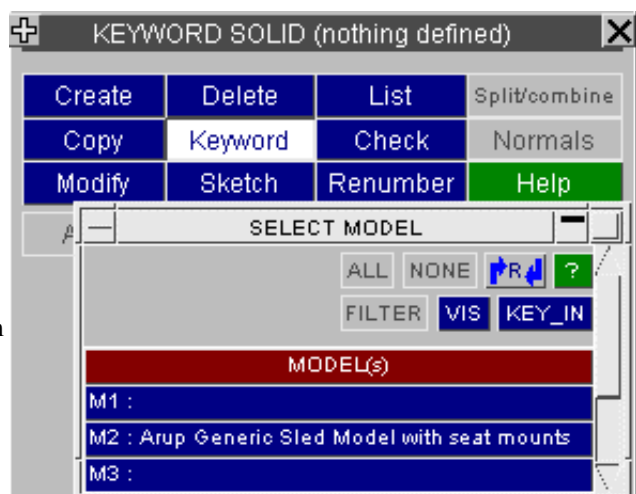 KEYWORD SOLID (nothing defined)
Create Delete List Split/combine
Copy Keyword Check Normals
Modify Sketch Renumber Help
SELECT MODEL
ALL NONE R ?
FILTER VIS KEY_IN
MODEL(s)
M1 :
M2 : Arup Generic Sled Model with seat mounts
M3 :